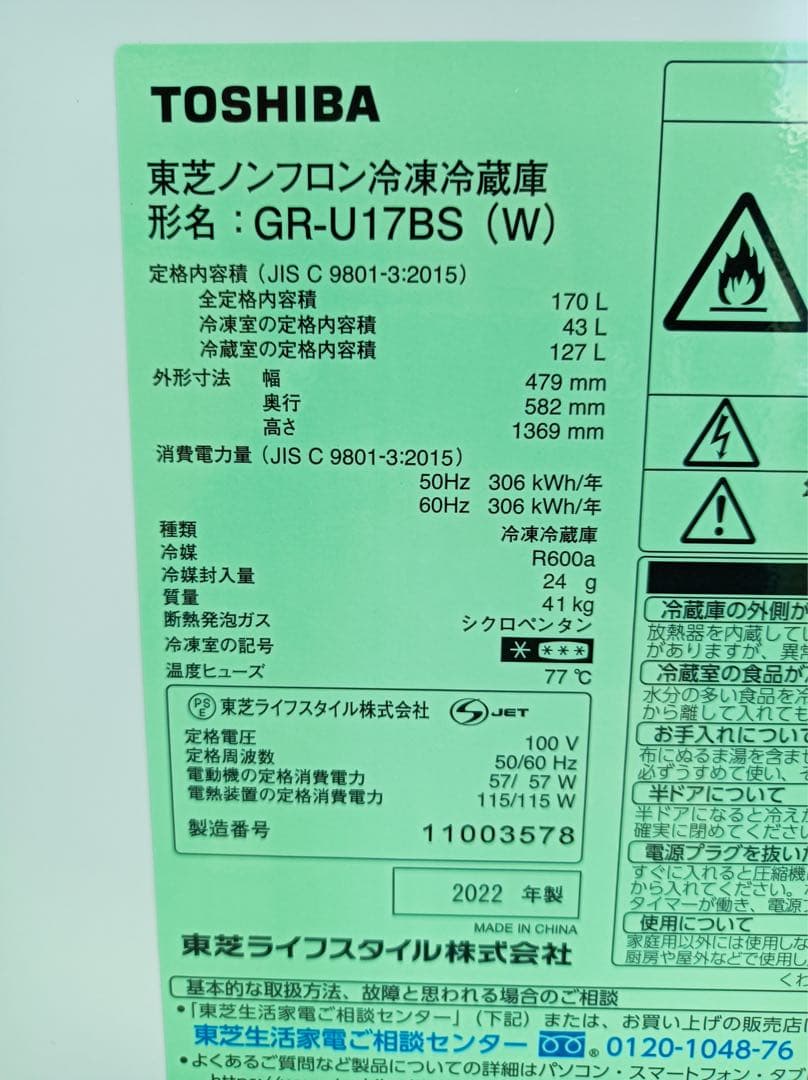 TOSHIBA
東芝ノンフロン冷凍冷蔵庫
形名：GR-U17BS（W）
定格内容積（JIS C 9801-3:2015）
全定格内容積 170 L
冷凍室の定格内容積 43 L
冷蔵室の定格内容積 127 L
外形寸法 幅 479 mm
奥行 582 mm
高さ 1369 mm
消費電力量（JIS C 9801-3:2015）
50Hz 306 kWh/年
60Hz 306 kWh/年
種類 冷凍冷蔵庫
冷媒 R600a
冷媒封入量 24 g
質量 41 kg
断熱発泡ガス シクロペンタン
冷凍室の記号 * ***
温度ヒューズ 77 ℃
PSE 東芝ライフスタイル株式会社 S JET
定格電圧 100 V
定格周波数 50/60 Hz
電動機の定格消費電力 57/ 57 W
電熱装置の定格消費電力 115/115 W
製造番号 11003578
2022 年製
MADE IN CHINA
東芝ライフスタイル株式会社
冷蔵庫の外側が
放熱器を内蔵してい
がありますが、異常
冷蔵室の食品が
水分の多い食品を冷
から離して入れても
お手入れについて
布にぬるま湯を含ませ
必ずうすめて使い、そ
半ドアについて
半ドアになると冷えが
確実に閉めてください
電源プラグを抜いた
すぐに入れると圧縮機
から入れてください。
タイマーが働き、電源プ
使用について
家庭用以外には使用しな
厨房や屋外などで使用し
くわ
基本的な取扱方法、故障と思われる場合のご相談
•「東芝生活家電ご相談センター」（下記）または、お買い上げの販売店に
東芝生活家電ご相談センター ® 0120-1048-76
•よくあるご質問など製品についての詳細はパソコン・スマートフォン・タブ